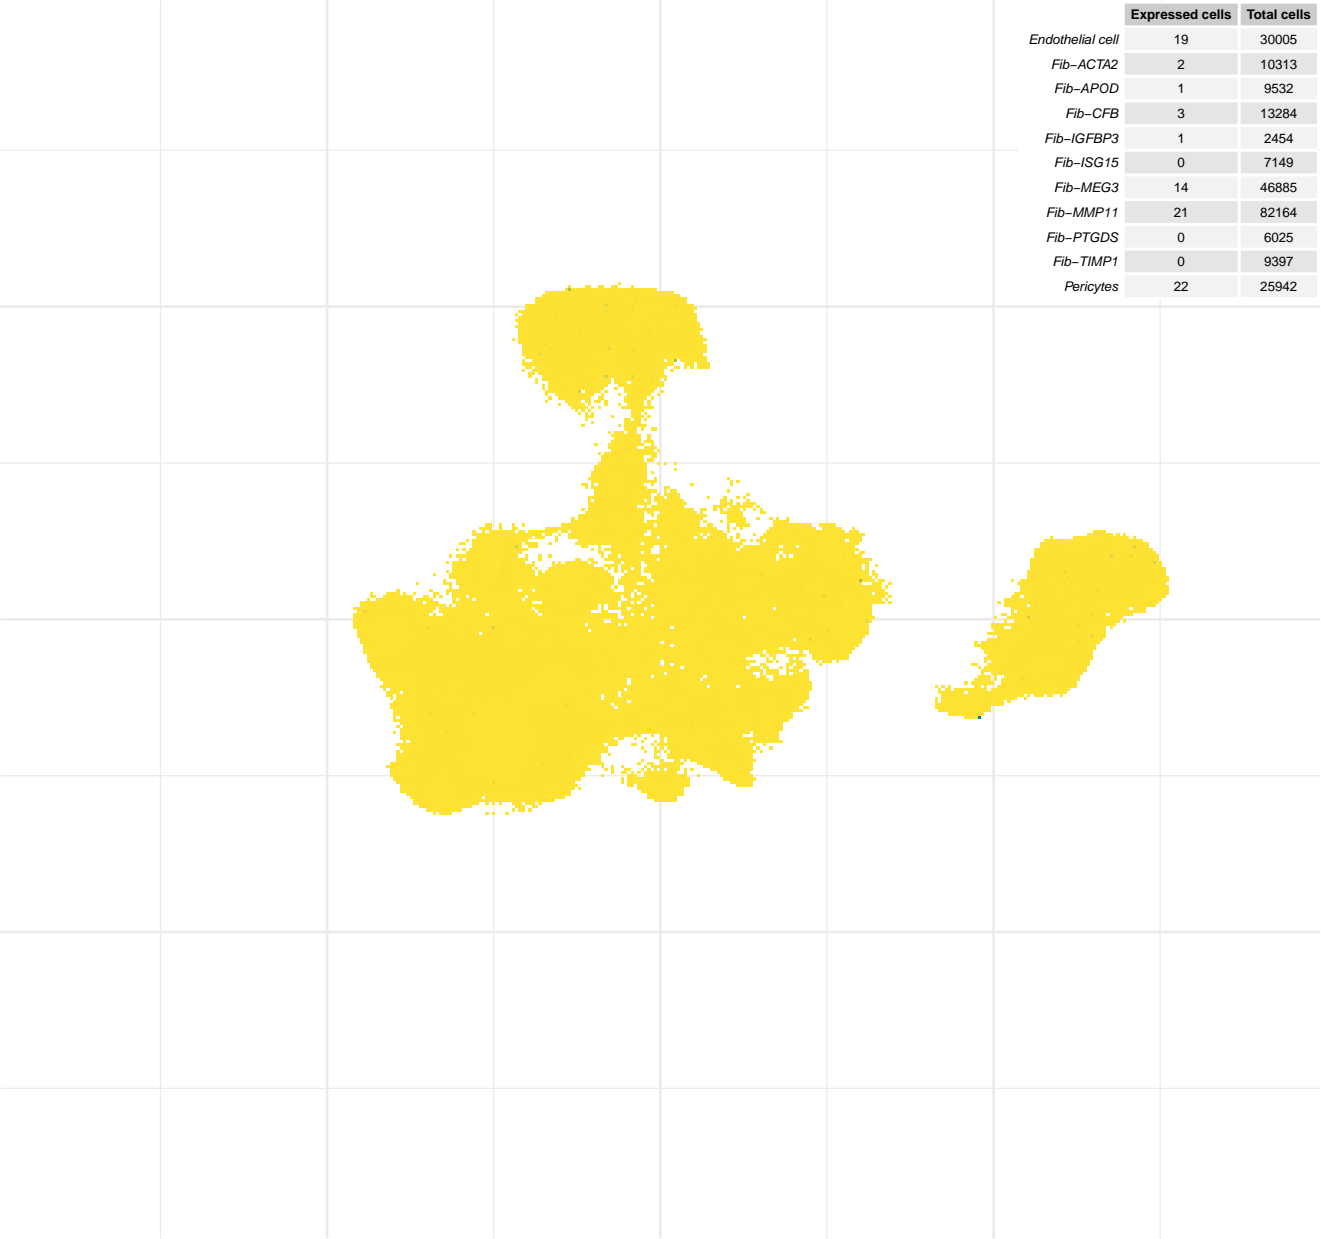 Expressed cells Total cells
Endothelial cell 19 30005
Fib−ACTA2 2 10313
Fib−APOD 1 9532
Fib−CFB 3 13284
Fib−IGFBP3 1 2454
Fib−ISG15 0 7149
Fib−MEG3 14 46885
Fib−MMP11 21 82164
Fib−PTGDS 0 6025
Fib−TIMP1 0 9397
Pericytes 22 25942